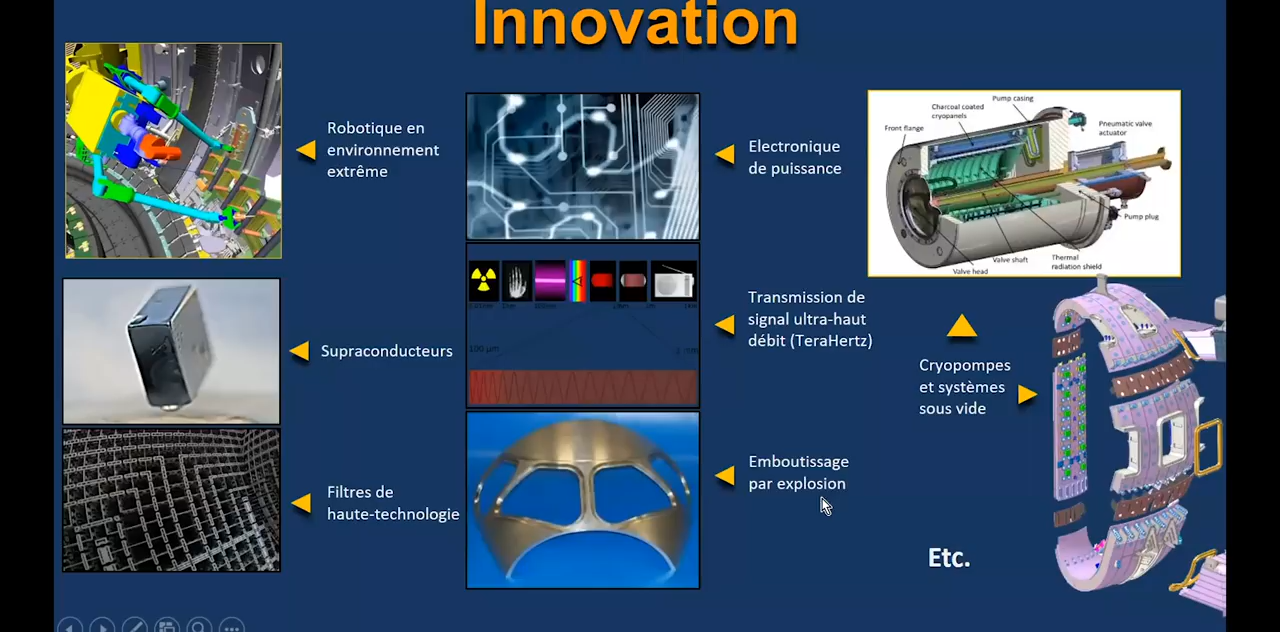 Innovation
Robotique en
environnement
extrême
Supraconducteurs
Filtres de
haute-technologie
Electronique
de puissance
Transmission de
signal ultra-haut
débit (TeraHertz)
100 µm
Emboutissage
par explosion
Pump casing
Charcoal coated
cryopanels
Front flange
Pneumatic valve
actuator
Pump plug
Thermal
radiation shield
Valve shaft
Valve head
Cryopompes
et systèmes
sous vide
Etc.